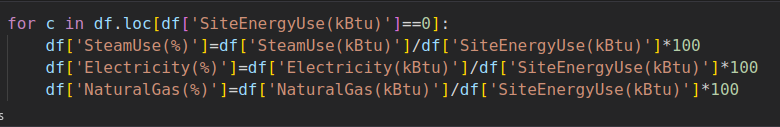 for c in df.loc[df['SiteEnergyUse(kBtu)']==0]:
    df['SteamUse(%)']=df['SteamUse(kBtu)']/df['SiteEnergyUse(kBtu)']*100
    df['Electricity(%)']=df['Electricity(kBtu)']/df['SiteEnergyUse(kBtu)']*100
    df['NaturalGas(%)']=df['NaturalGas(kBtu)']/df['SiteEnergyUse(kBtu)']*100
s